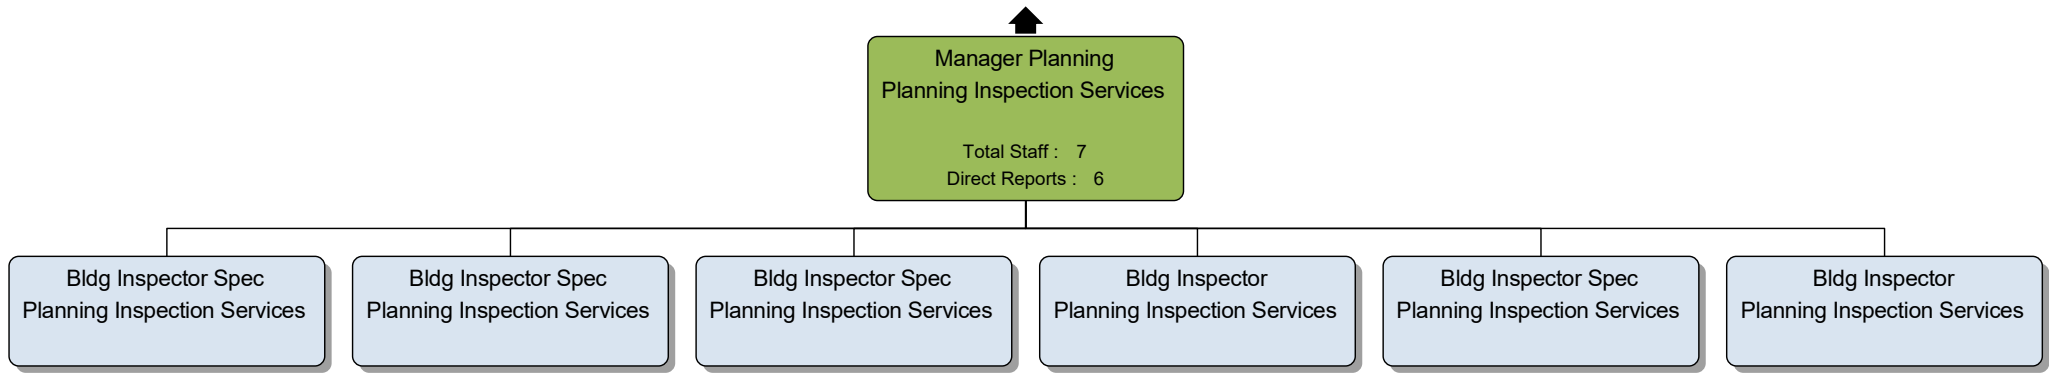 Manager Planning
Planning Inspection Services
Total Staff : 7
Direct Reports : 6
Bldg Inspector Spec
Planning Inspection Services
Bldg Inspector Spec
Planning Inspection Services
Bldg Inspector Spec
Planning Inspection Services
Bldg Inspector
Planning Inspection Services
Bldg Inspector Spec
Planning Inspection Services
Bldg Inspector
Planning Inspection Services